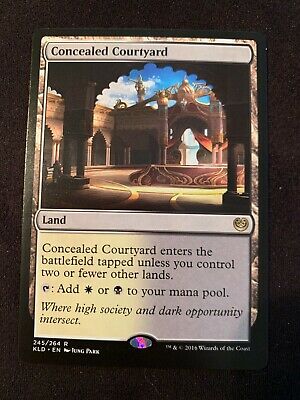 Concealed Courtyard
Land
Concealed Courtyard enters the
battlefield tapped unless you control
two or fewer other lands.
: Add or to your mana pool.
Where high society and dark opportunity
intersect.
245/264 R
KLD • EN Jung Park
™ & © 2016 Wizards of the Coast